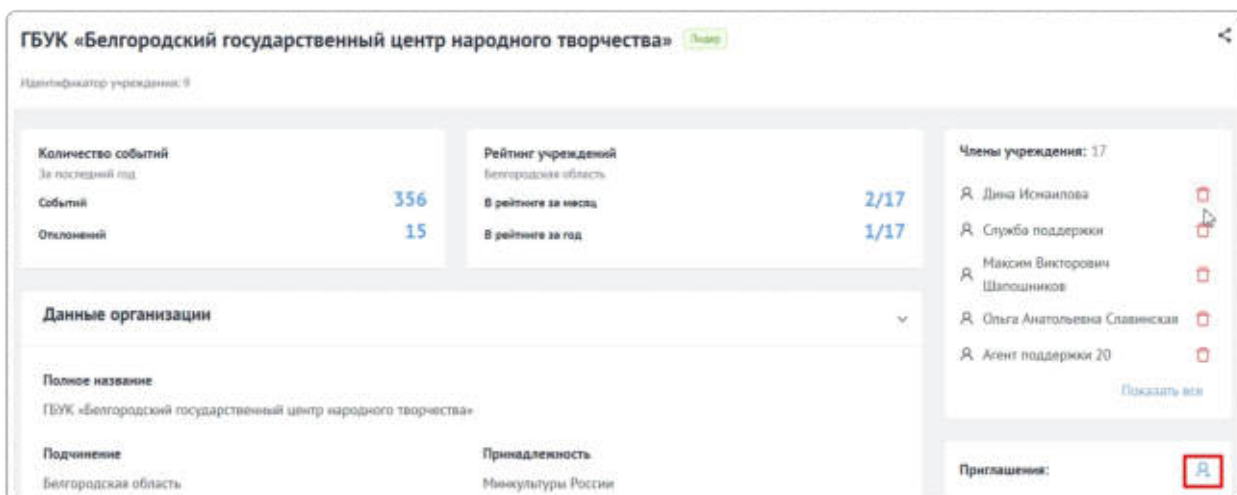 ГБУК «Белгородский государственный центр народного творчества» Лидер
Идентификатор учреждения: 9
Количество событий
За последний год
Событий 356
Отклонений 15
Рейтинг учреждений
Белгородская область
В рейтинге за месяц 2/17
В рейтинге за год 1/17
Данные организации
Полное название
ГБУК «Белгородский государственный центр народного творчества»
Подчинение
Белгородская область
Принадлежность
Минкультуры России
Члены учреждения: 17
Дина Исмаилова
Служба поддержки
Максим Викторович
Шапошников
Ольга Анатольевна Славинская
Агент поддержки 20
Показать все
Приглашения: